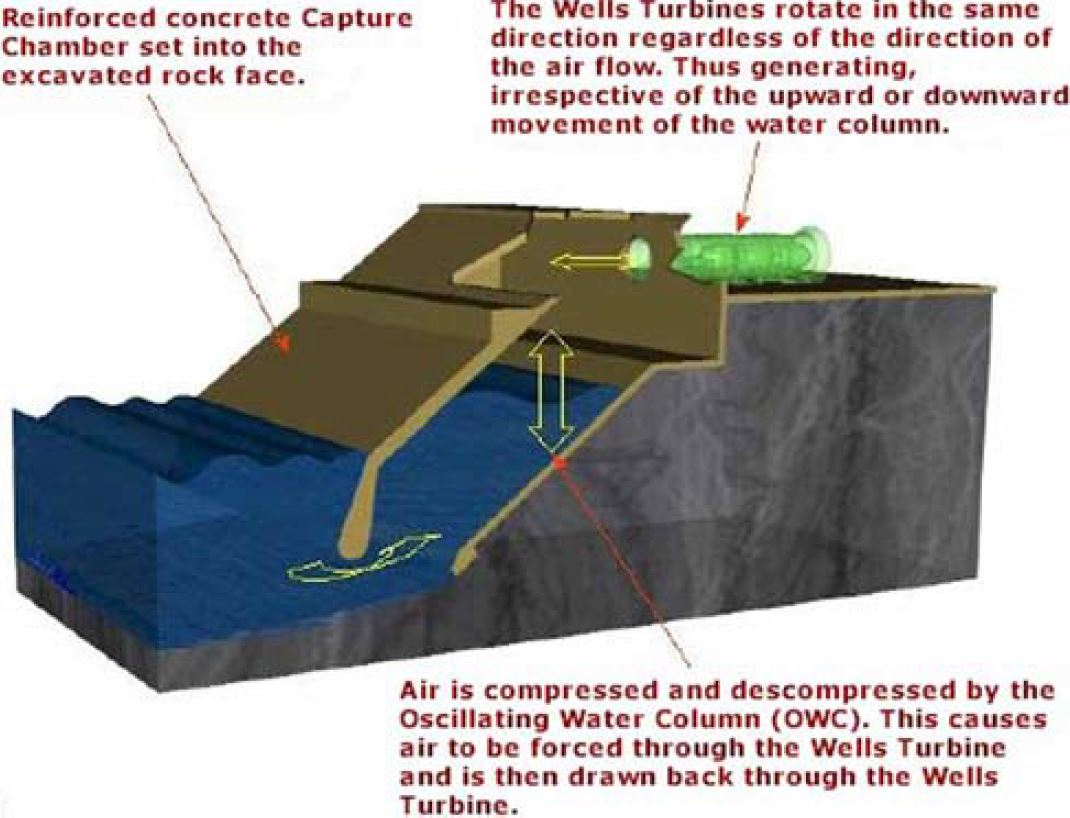 Reinforced concrete Capture
Chamber set into the
excavated rock face.
The Wells Turbines rotate in the same
direction regardless of the direction of
the air flow. Thus generating,
irrespective of the upward or downward
movement of the water column.
Air is compressed and descompressed by the
Oscillating Water Column (OWC). This causes
air to be forced through the Wells Turbine
and is then drawn back through the Wells
Turbine.